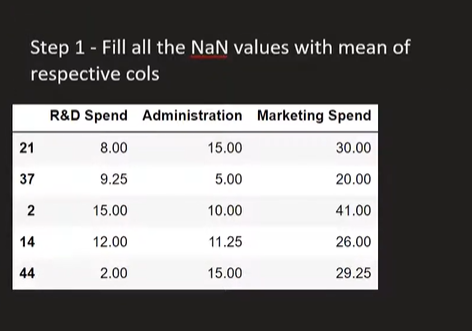 Step 1 - Fill all the NaN values with mean of
respective cols
R&D Spend Administration Marketing Spend
21 8.00 15.00 30.00
37 9.25 5.00 20.00
2 15.00 10.00 41.00
14 12.00 11.25 26.00
44 2.00 15.00 29.25